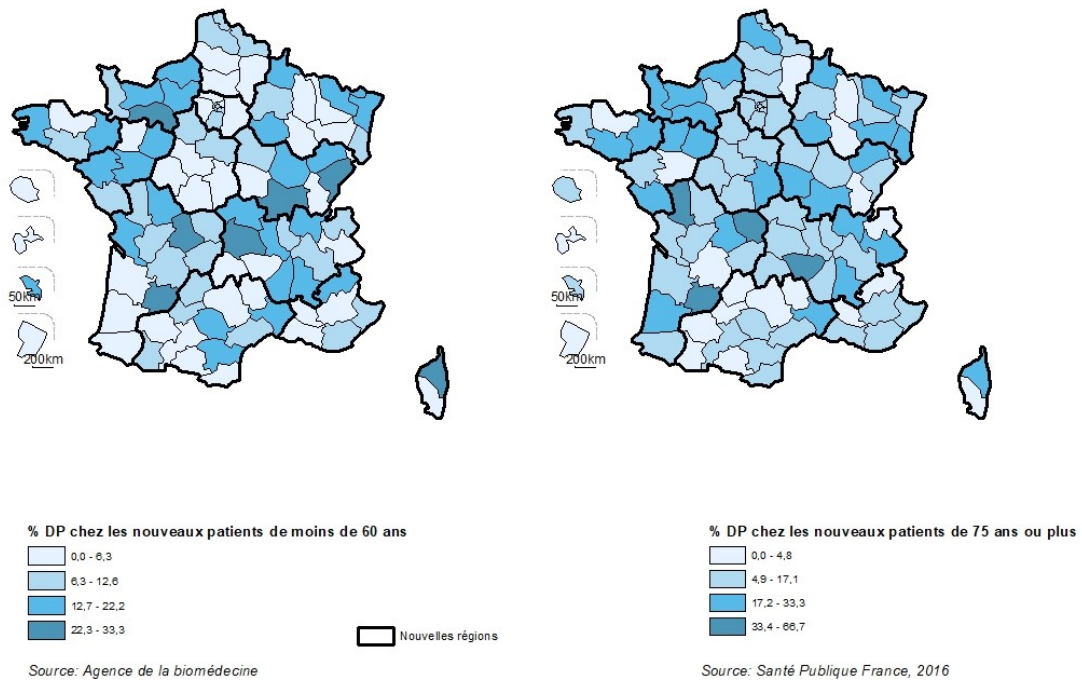 50km
200km
50km
200km
% DP chez les nouveaux patients de moins de 60 ans
0,0 - 6,3
6,3 - 12,6
12,7 - 22,2
22,3 - 33,3
Nouvelles régions
Source: Agence de la biomédecine
% DP chez les nouveaux patients de 75 ans ou plus
0,0 - 4,8
4,9 - 17,1
17,2 - 33,3
33,4 - 66,7
Source: Santé Publique France, 2016